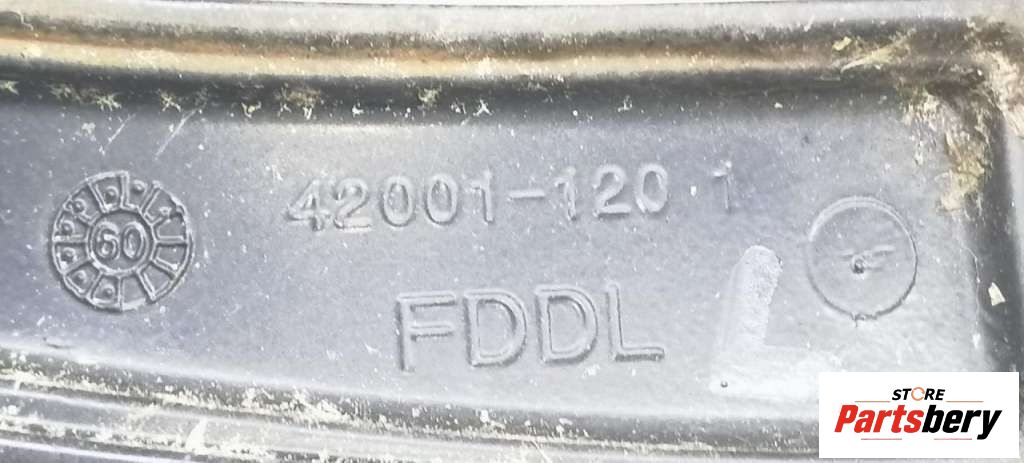 42001-120 1
60
FDDL
L
STORE
Partsbery